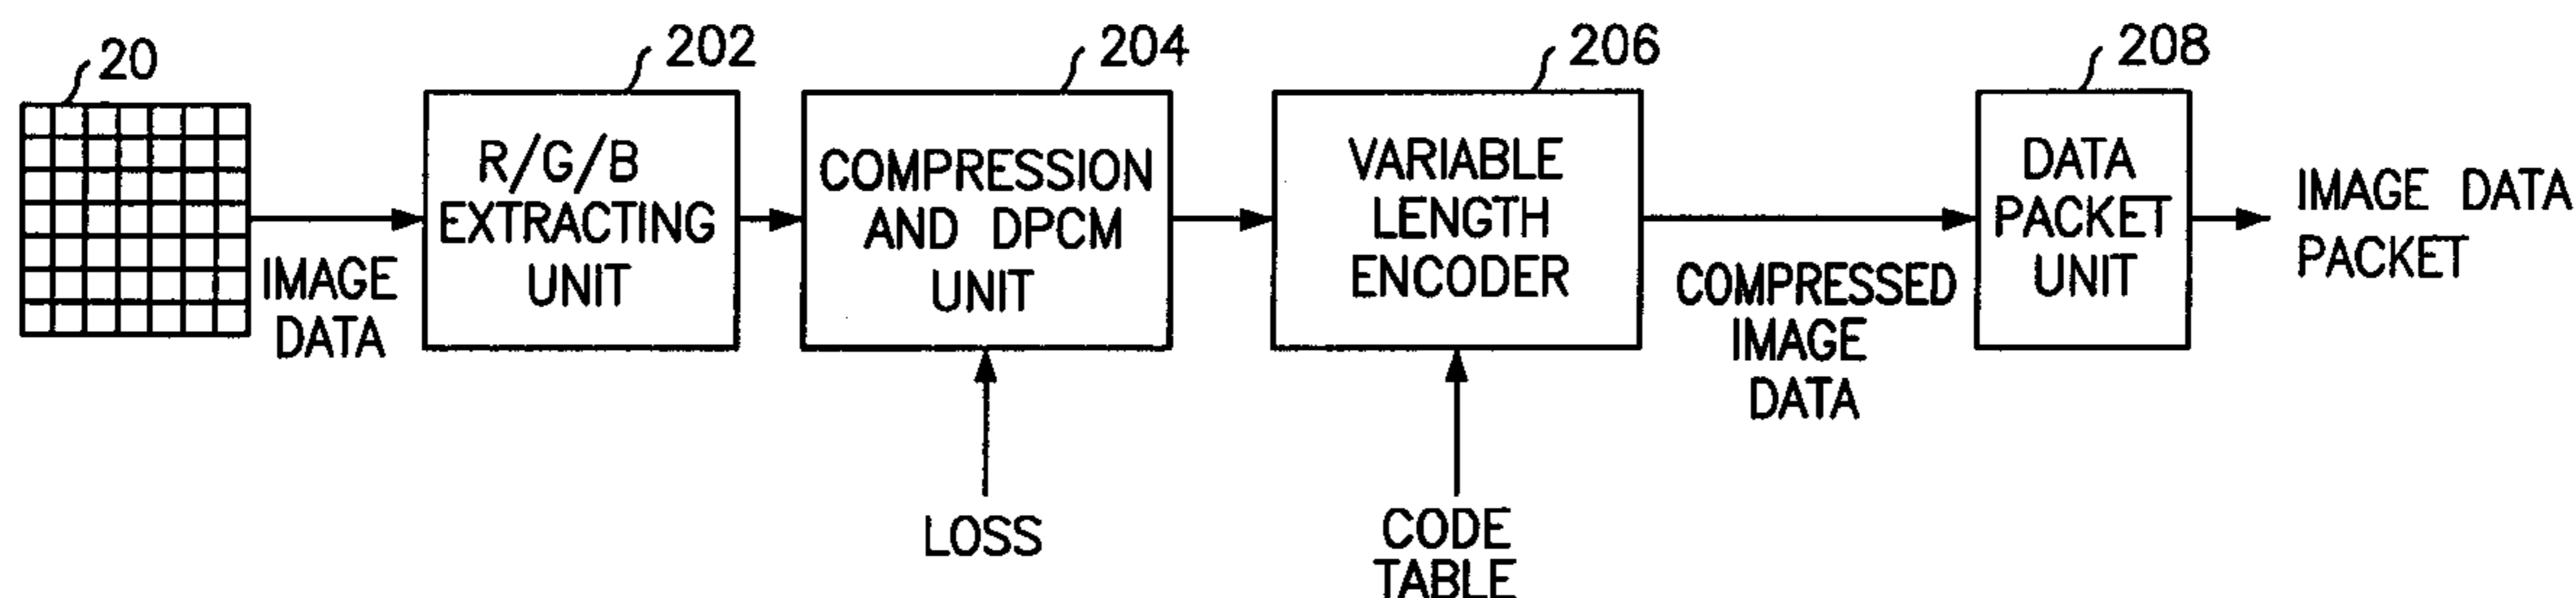 20
202
204
206
208
IMAGE
DATA
R/G/B
EXTRACTING
UNIT
COMPRESSION
AND DPCM
UNIT
LOSS
VARIABLE
LENGTH
ENCODER
CODE
TABLE
COMPRESSED
IMAGE
DATA
DATA
PACKET
UNIT
IMAGE DATA
PACKET